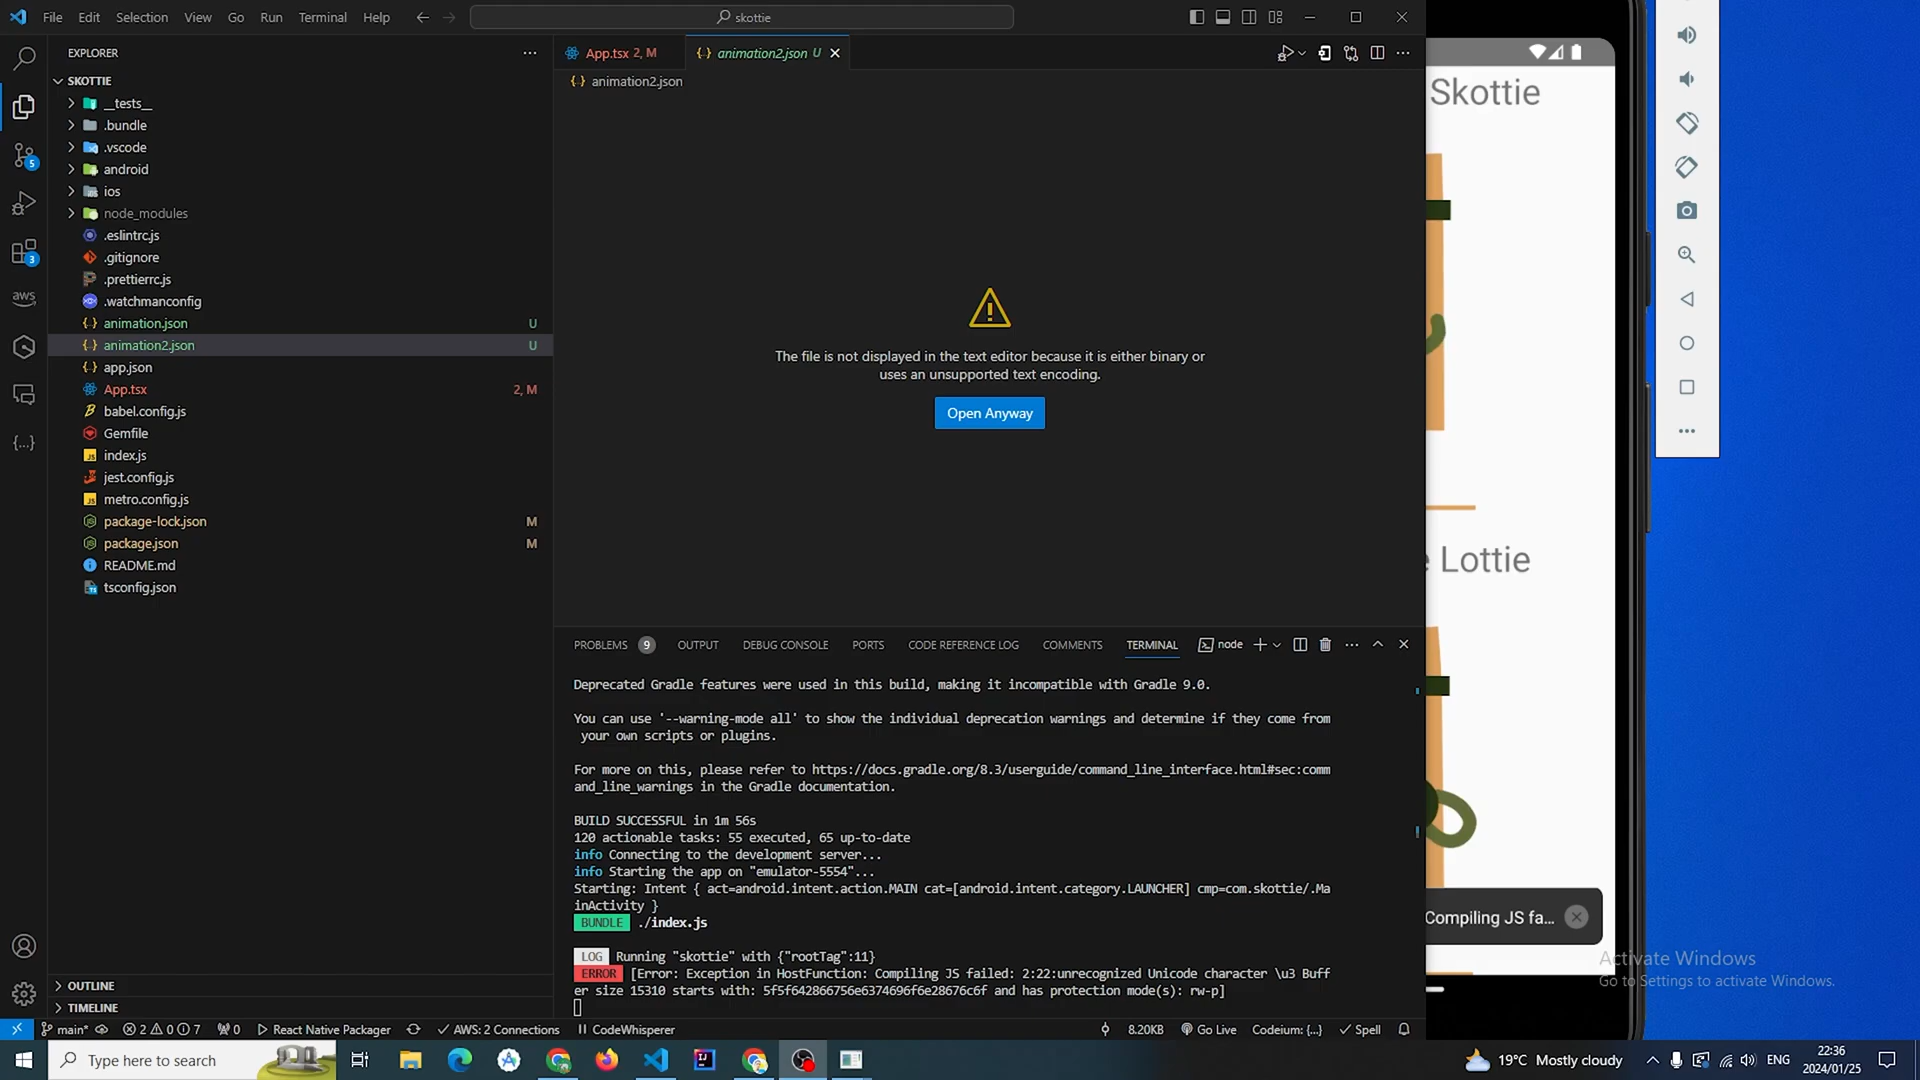 File Edit Selection View Go Run Terminal Help
skottie
EXPLORER
SKOTTIE
__tests__
.bundle
.vscode
android
ios
node_modules
.eslintrc.js
.gitignore
.prettierrc.js
.watchmanconfig
animation.json U
animation2.json U
app.json
App.tsx 2, M
babel.config.js
Gemfile
index.js
jest.config.js
metro.config.js
package-lock.json M
package.json M
README.md
tsconfig.json
OUTLINE
TIMELINE
5
3
aws
App.tsx 2, M
animation2.json U
animation2.json
The file is not displayed in the text editor because it is either binary or
uses an unsupported text encoding.
Open Anyway
PROBLEMS 9 OUTPUT DEBUG CONSOLE PORTS CODE REFERENCE LOG COMMENTS TERMINAL node
Deprecated Gradle features were used in this build, making it incompatible with Gradle 9.0.
You can use '--warning-mode all' to show the individual deprecation warnings and determine if they come from
your own scripts or plugins.
For more on this, please refer to https://docs.gradle.org/8.3/userguide/command_line_interface.html#sec:comm
and_line_warnings in the Gradle documentation.
BUILD SUCCESSFUL in 1m 56s
120 actionable tasks: 55 executed, 65 up-to-date
info Connecting to the development server...
info Starting the app on "emulator-5554"...
Starting: Intent { act=android.intent.action.MAIN cat=[android.intent.category.LAUNCHER] cmp=com.skottie/.Ma
inActivity }
BUNDLE ./index.js
LOG Running "skottie" with {"rootTag":11}
ERROR [Error: Exception in HostFunction: Compiling JS failed: 2:22:unrecognized Unicode character \u3 Buff
er size 15310 starts with: 5f5f642866756e6374696f6e28676c6f and has protection mode(s): rw-p]
Skottie
e Lottie
Compiling JS fa...
Activate Windows
Go to Settings to activate Windows.
main* 2 0 7 0 React Native Packager AWS: 2 Connections CodeWhisperer 8.20KB Go Live Codeium: {...} Spell
Type here to search
19°C Mostly cloudy
ENG
22:36
2024/01/25